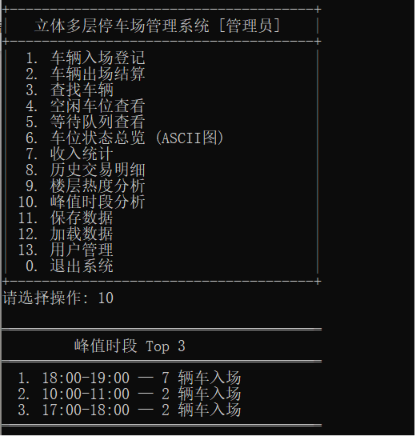 立体多层停车场管理系统 [管理员]
1. 车辆入场登记
2. 车辆出场结算
3. 查找车辆
4. 空闲车位查看
5. 等待队列查看
6. 车位状态总览 (ASCII图)
7. 收入统计
8. 历史交易明细
9. 楼层热度分析
10. 峰值时段分析
11. 保存数据
12. 加载数据
13. 用户管理
0. 退出系统
请选择操作: 10
峰值时段 Top 3
1. 18:00-19:00 — 7 辆车入场
2. 10:00-11:00 — 2 辆车入场
3. 17:00-18:00 — 2 辆车入场